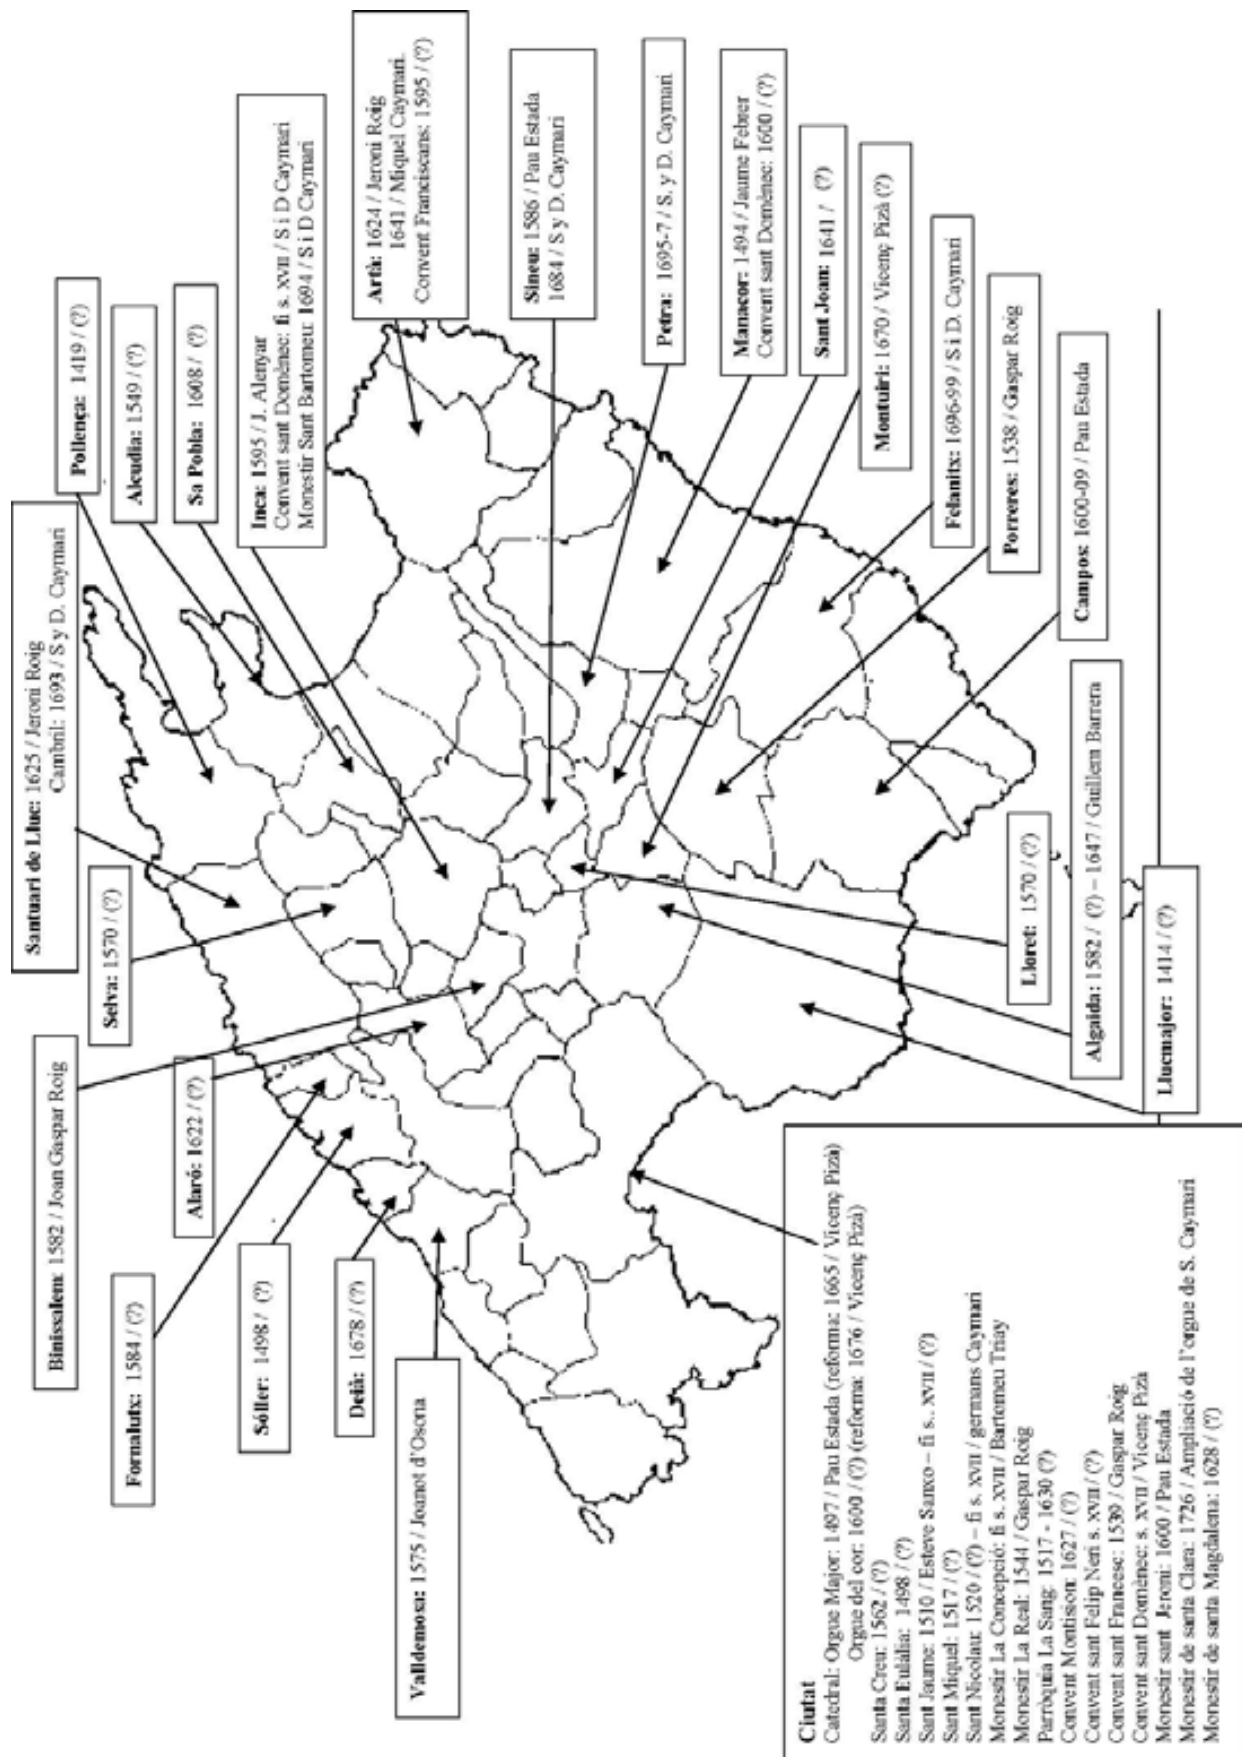 Santuari de Lluc: 1625 / Jeroni Roig
Cambril: 1693 / S y D. Caymari
Pollença: 1419 / (?)
Alcudia: 1549 / (?)
Sa Pobla: 1608 / (?)
Inca: 1595 / J. Alenyar
Convent sant Domènec: fi s. XVII / S i D Caymari
Monestir Sant Bartomeu: 1694 / S i D Caymari
Artà: 1624 / Jeroni Roig
1641 / Miquel Caymari.
Convent Franciscans: 1595 / (?)
Sineu: 1586 / Pau Estada
1684 / S y D. Caymari
Petra: 1695-7 / S. y D. Caymari
Manacor: 1494 / Jaume Febrer
Convent sant Domènec: 1600 / (?)
Sant Joan: 1641 / (?)
Montuiri: 1670 / Vicenç Pizà (?)
Felanitx: 1696-99 / S i D. Caymari
Porreres: 1538 / Gaspar Roig
Campos: 1600-09 / Pau Estada
Selva: 1570 / (?)
Binissalem: 1582 / Joan Gaspar Roig
Alaró: 1622 / (?)
Fornalutx: 1584 / (?)
Sóller: 1498 / (?)
Deià: 1678 / (?)
Valldemosa: 1575 / Joanot d'Osona
Lloret: 1570 / (?)
Algaida: 1582 / (?) – 1647 / Guillem Barrera
Llucmajor: 1414 / (?)
Ciutat
Catedral: Orgue Major: 1497 / Pau Estada (reforma: 1665 / Vicenç Pizà)
Orgue del cor: 1600 / (?) (reforma: 1676 / Vicenç Pizà)
Santa Creu: 1562 / (?)
Santa Eulàlia: 1498 / (?)
Sant Jaume: 1510 / Esteve Sanxo – fi s.. XVII / (?)
Sant Miquel: 1517 / (?)
Sant Nicolau: 1520 / (?) – fi s. XVII / germans Caymari
Monestir La Concepció: fi s. XVII / Bartomeu Triay
Monestir La Real: 1544 / Gaspar Roig
Parròquia La Sang: 1517 - 1630 (?)
Convent Montision: 1627 / (?)
Convent sant Felip Neri s. XVII / (?)
Convent sant Francesc: 1539 / Gaspar Roig
Convent sant Domènec: s. XVII / Vicenç Pizà
Monestir sant Jeroni: 1600 / Pau Estada
Monestir de santa Clara: 1726 / Ampliació de l'orgue de S. Caymari
Monestir de santa Magdalena: 1628 / (?)